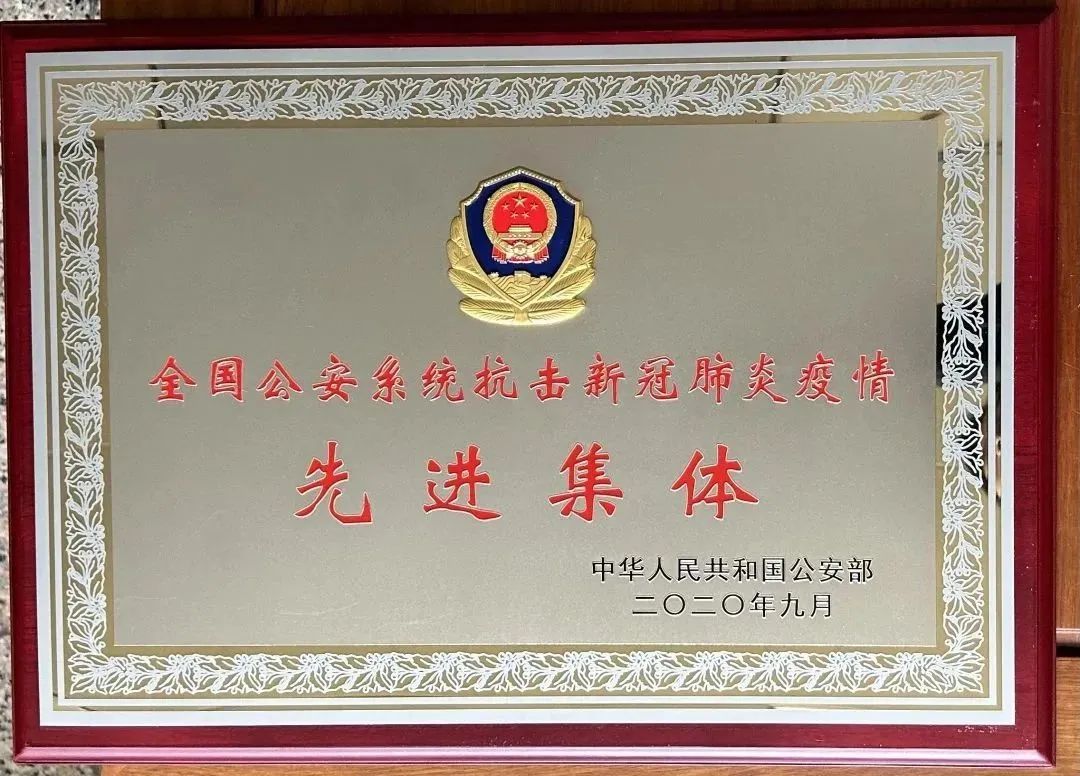 全国公安系统抗击新冠肺炎疫情
先进集体
中华人民共和国公安部
二〇二〇年九月